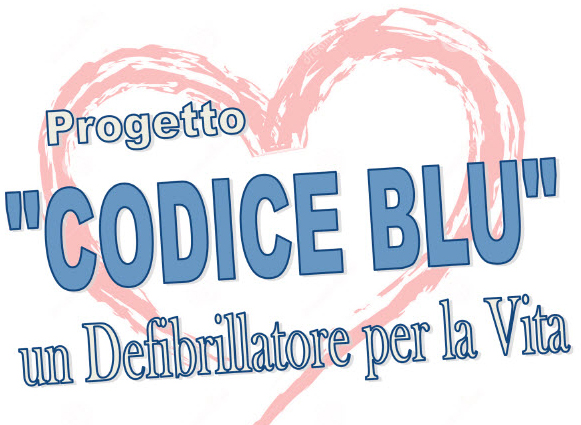 Progetto
"CODICE BLU"
un Defibrillatore per la Vita